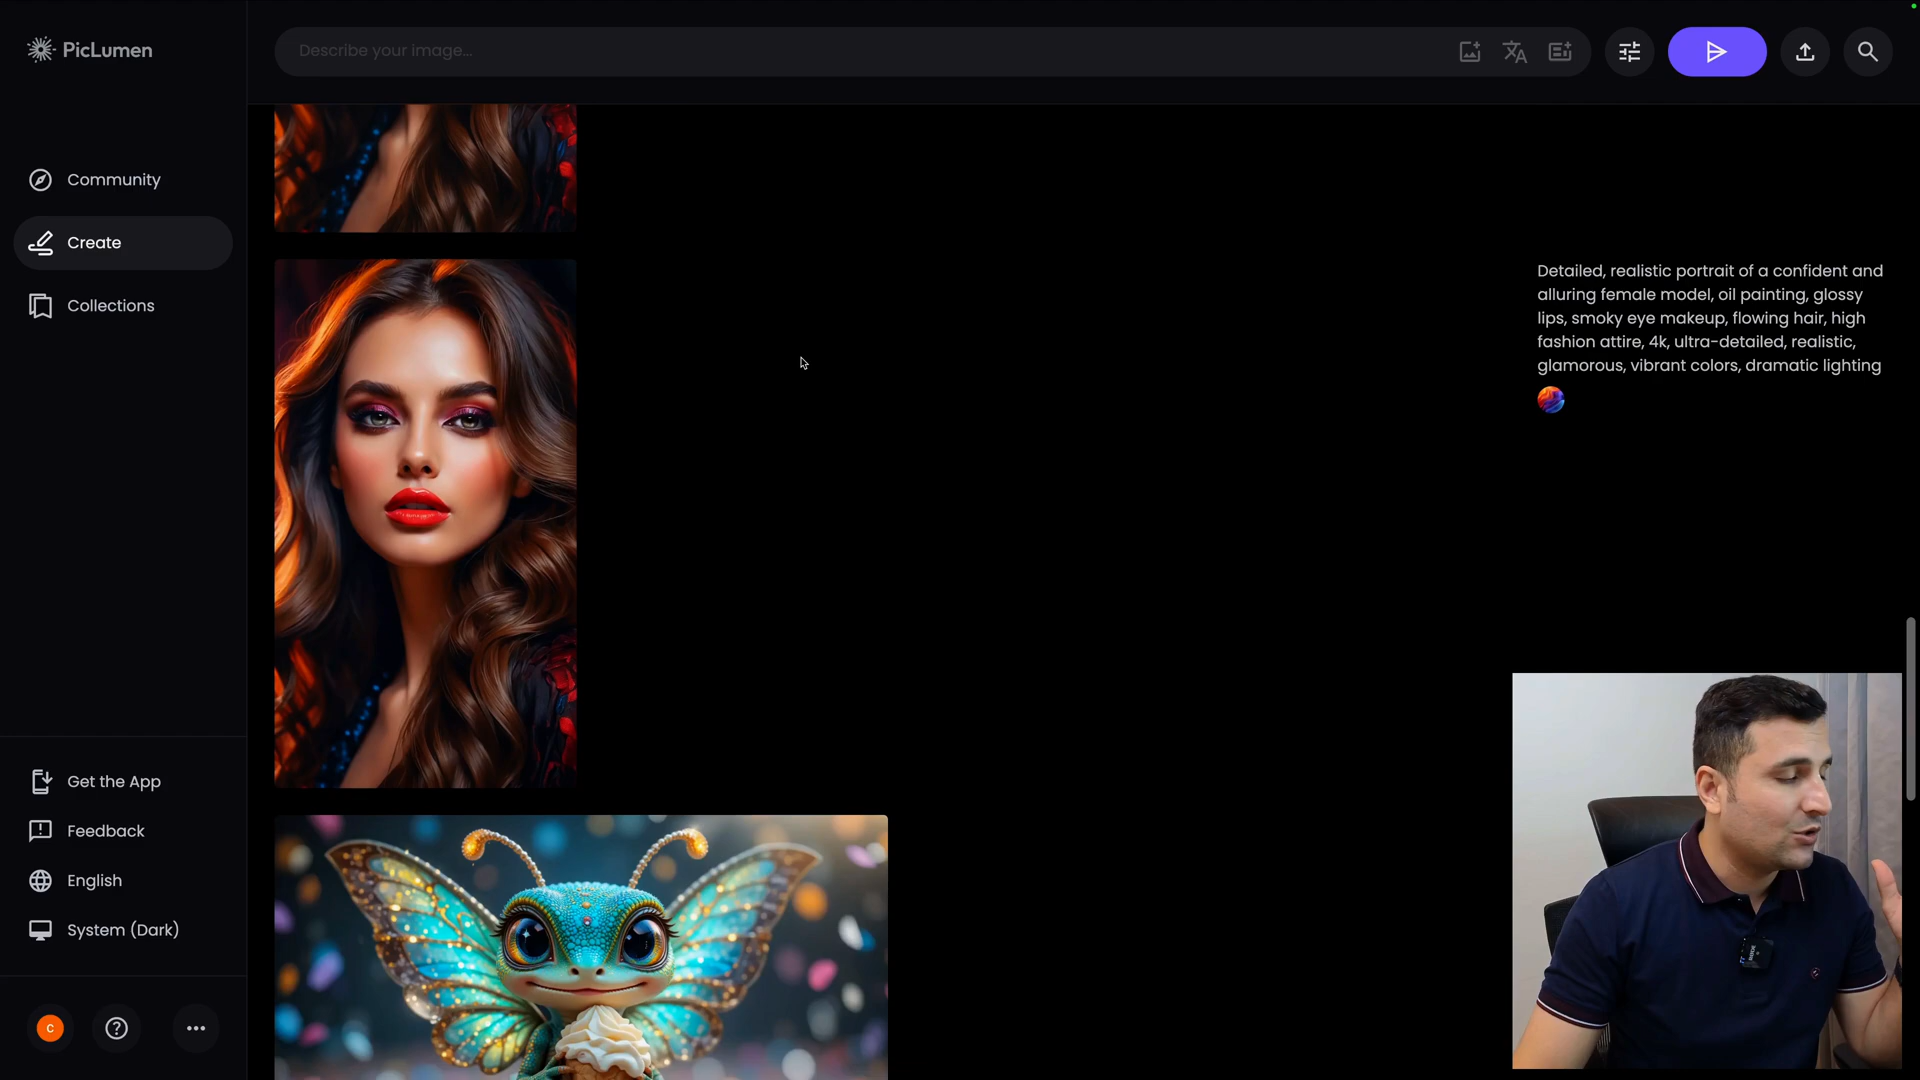 PicLumen
Describe your image...
Community
Create
Collections
Detailed, realistic portrait of a confident and
alluring female model, oil painting, glossy
lips, smoky eye makeup, flowing hair, high
fashion attire, 4k, ultra-detailed, realistic,
glamorous, vibrant colors, dramatic lighting
Get the App
Feedback
English
System (Dark)
C